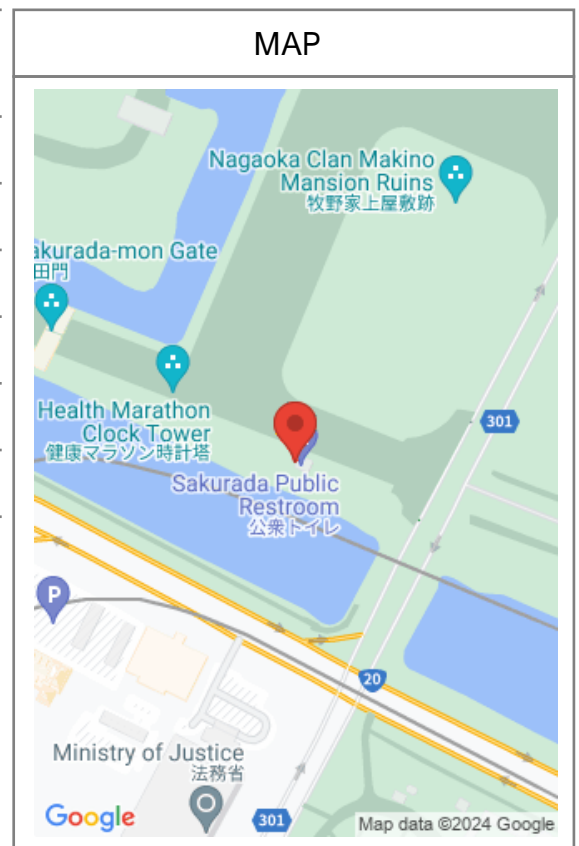 MAP
Nagaoka Clan Makino
Mansion Ruins
牧野家上屋敷跡
akurada-mon Gate
田門
301
Health Marathon
Clock Tower
健康マラソン時計塔
Sakurada Public
Restroom
公衆トイレ
P
20
Ministry of Justice
法務省
Google
301
Map data ©2024 Google